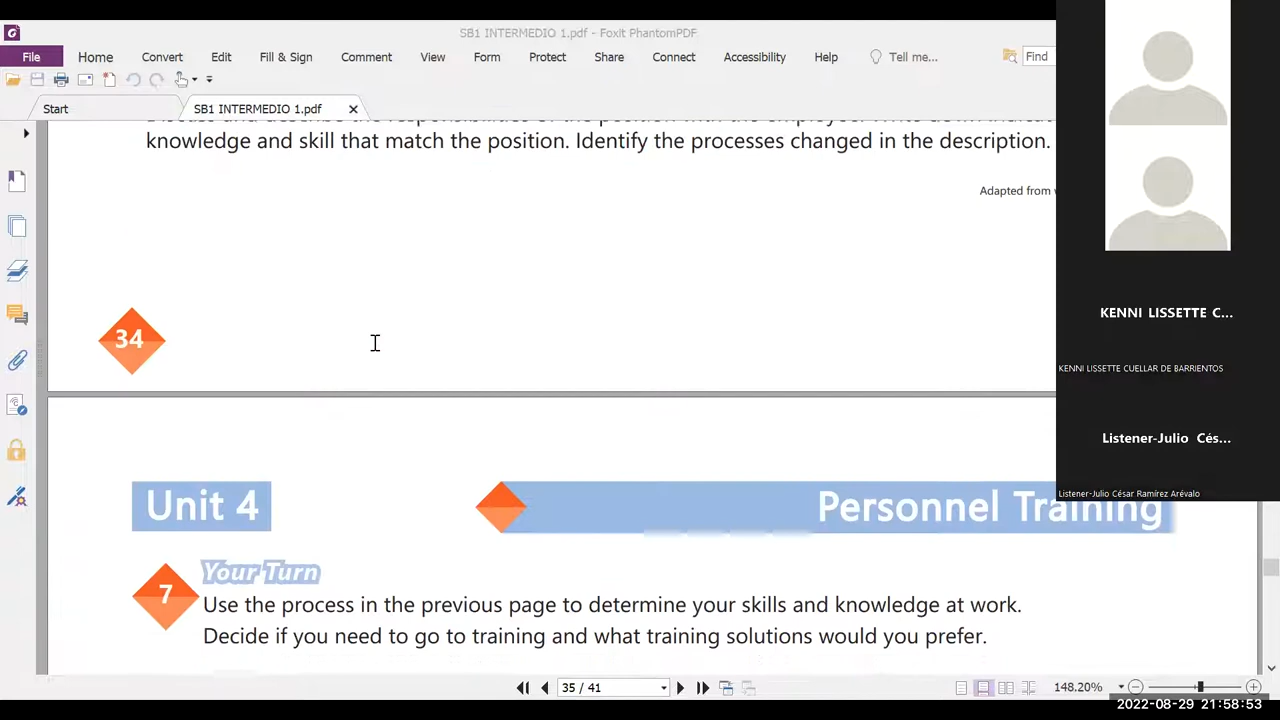 SB1 INTERMEDIO 1.pdf - Foxit PhantomPDF
File Home Convert Edit Fill & Sign Comment View Form Protect Share Connect Accessibility Help Tell me... Find
Start SB1 INTERMEDIO 1.pdf
knowledge and skill that match the position. Identify the processes changed in the description.
Adapted from
34
Unit 4 Personnel Training
7 Your Turn
Use the process in the previous page to determine your skills and knowledge at work.
Decide if you need to go to training and what training solutions would you prefer.
KENNI LISSETTE C...
KENNI LISSETTE CUELLAR DE BARRIENTOS
Listener-Julio Cés...
Listener-Julio César Ramírez Arévalo
35 / 41 148.20%
2022-08-29 21:58:53